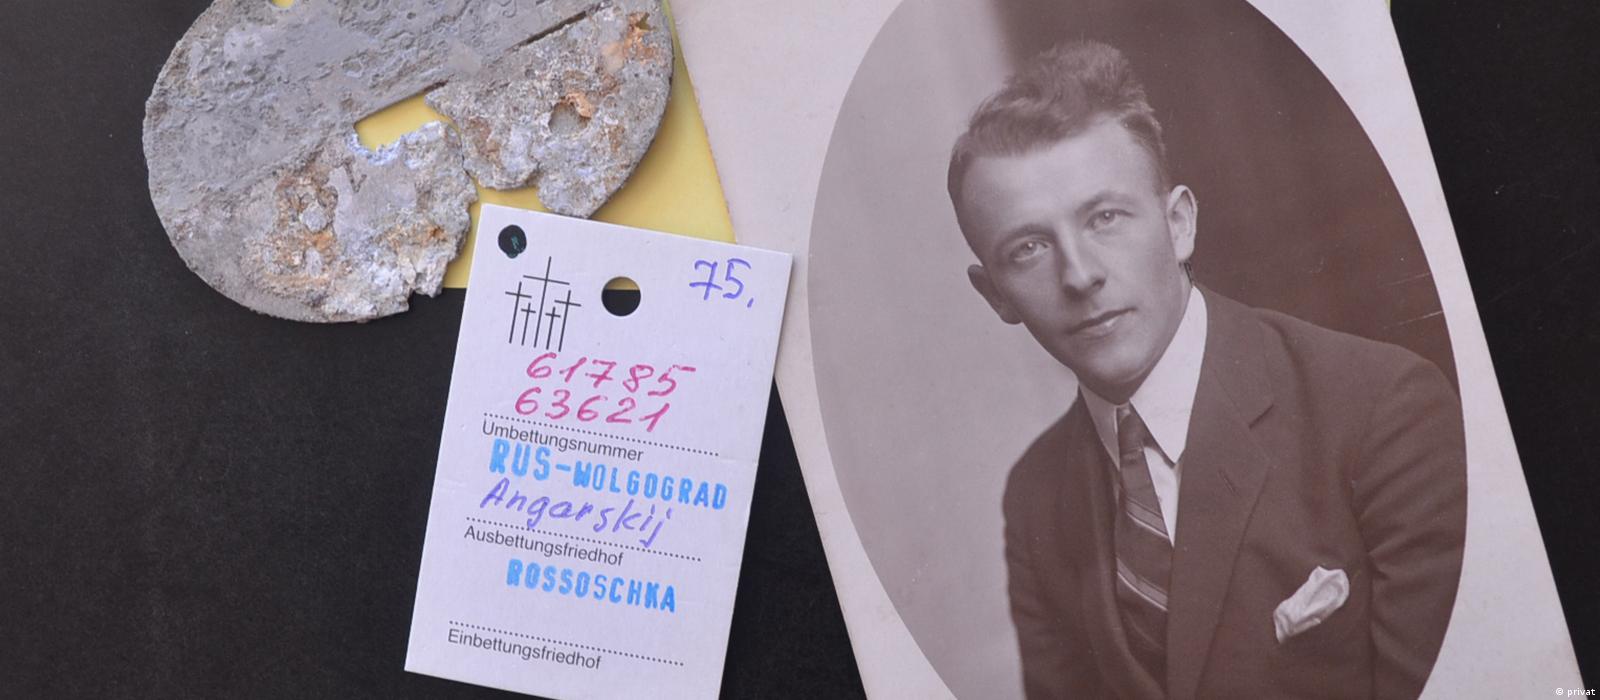 75.
61785
63621
Umbettungsnummer
RUS-WOLGOGRAD
Angarskij
Ausbettungsfriedhof
ROSSOSCHKA
Einbettungsfriedhof
© privat